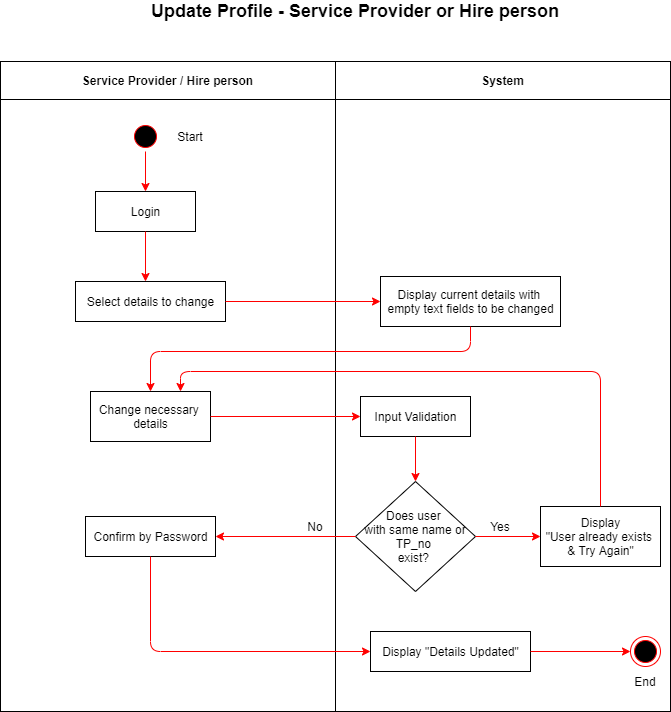 Update Profile - Service Provider or Hire person
Service Provider / Hire person
System
Start
Login
Select details to change
Display current details with
empty text fields to be changed
Change necessary
details
Input Validation
Does user
with same name or
TP_no
exist?
No
Yes
Confirm by Password
Display
"User already exists
& Try Again"
Display "Details Updated"
End